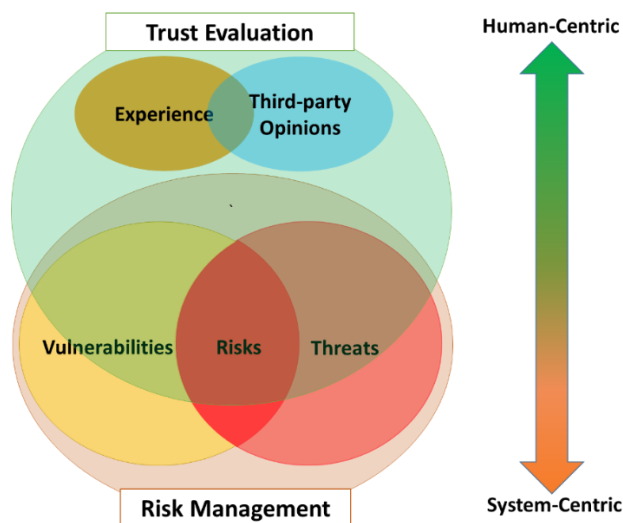 Trust Evaluation
Human-Centric
Experience
Third-party
Opinions
Vulnerabilities
Risks
Threats
Risk Management
System-Centric